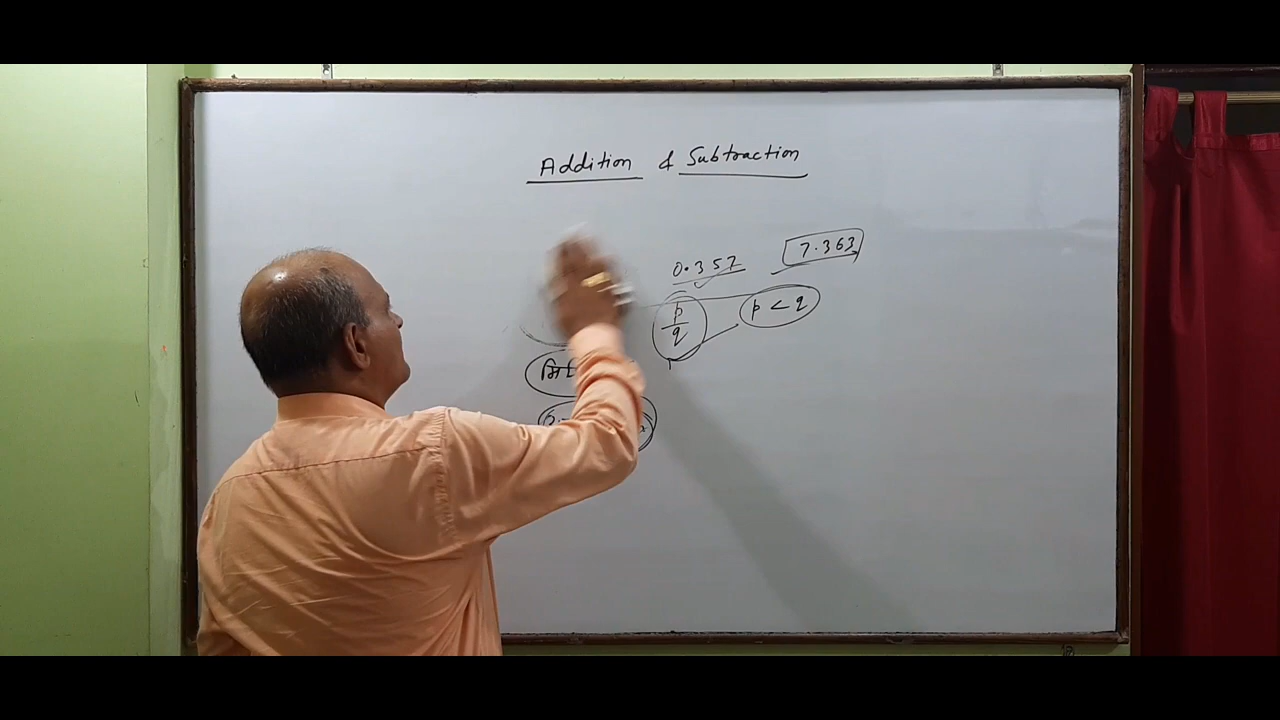 Addition & Subtraction
0.357
7.363
p/q
p < q